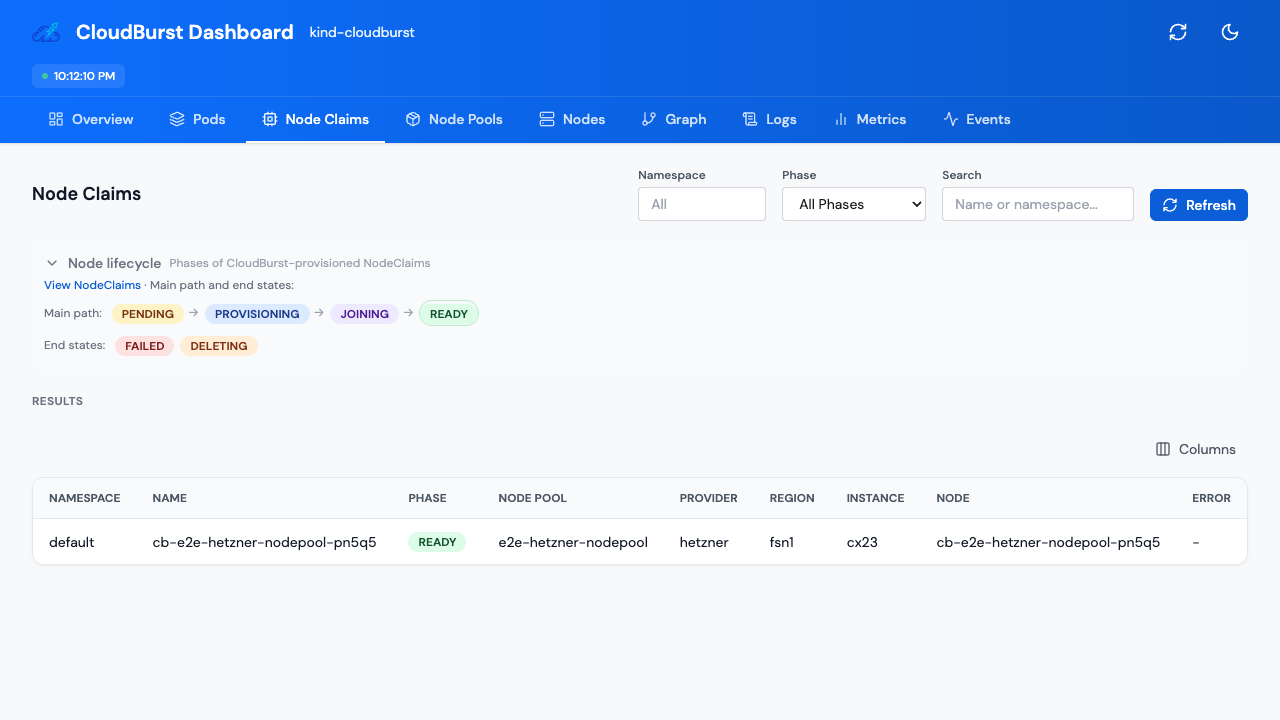 CloudBurst Dashboard kind-cloudburst
10:12:10 PM
Overview Pods Node Claims Node Pools Nodes Graph Logs Metrics Events
Node Claims
Namespace Phase Search
All All Phases Name or namespace... Refresh
Node lifecycle Phases of CloudBurst-provisioned NodeClaims
View NodeClaims · Main path and end states:
Main path: PENDING → PROVISIONING → JOINING → READY
End states: FAILED DELETING
RESULTS
Columns
NAMESPACE NAME PHASE NODE POOL PROVIDER REGION INSTANCE NODE ERROR
default cb-e2e-hetzner-nodepool-pn5q5 READY e2e-hetzner-nodepool hetzner fsn1 cx23 cb-e2e-hetzner-nodepool-pn5q5 -